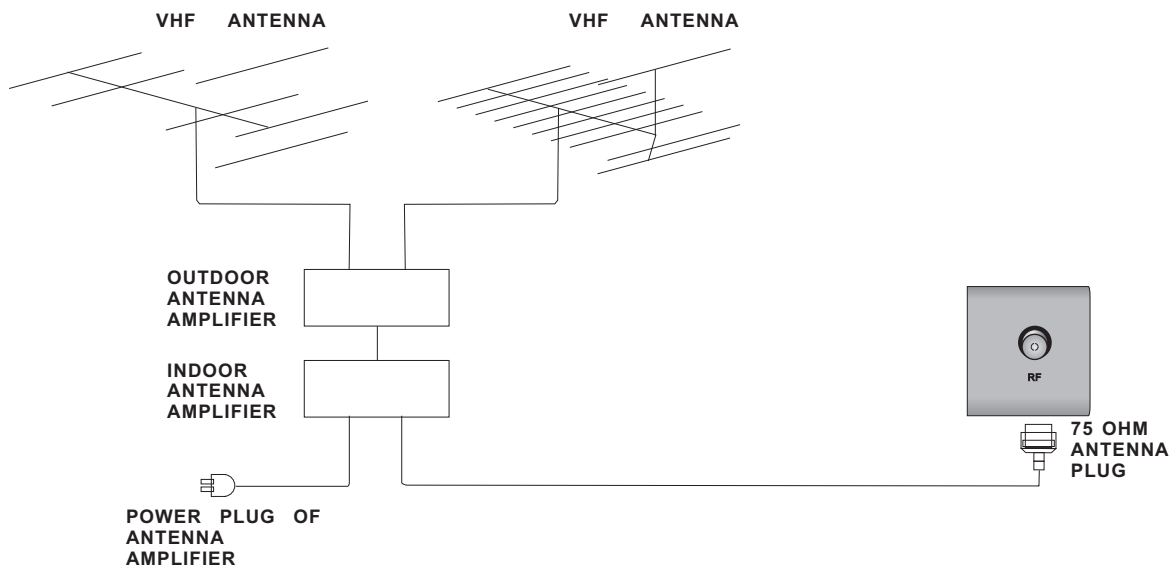 VHF ANTENNA
VHF ANTENNA
OUTDOOR
ANTENNA
AMPLIFIER
INDOOR
ANTENNA
AMPLIFIER
RF
75 OHM
ANTENNA
PLUG
POWER PLUG OF
ANTENNA
AMPLIFIER